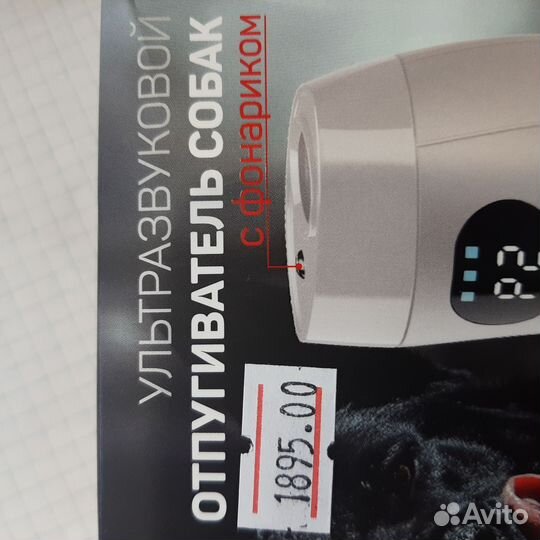 УЛЬТРАЗВУКОВОЙ
ОТПУГИВАТЕЛЬ СОБАК
с фонариком
1895.00
Avito